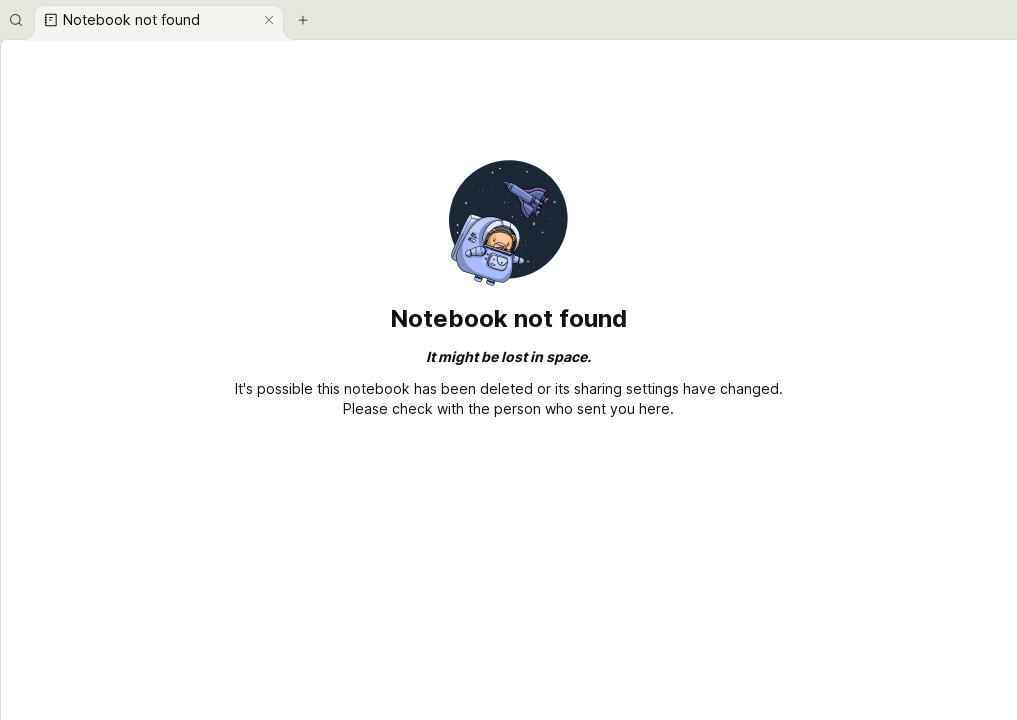 Notebook not found
Notebook not found
It might be lost in space.
It's possible this notebook has been deleted or its sharing settings have changed.
Please check with the person who sent you here.